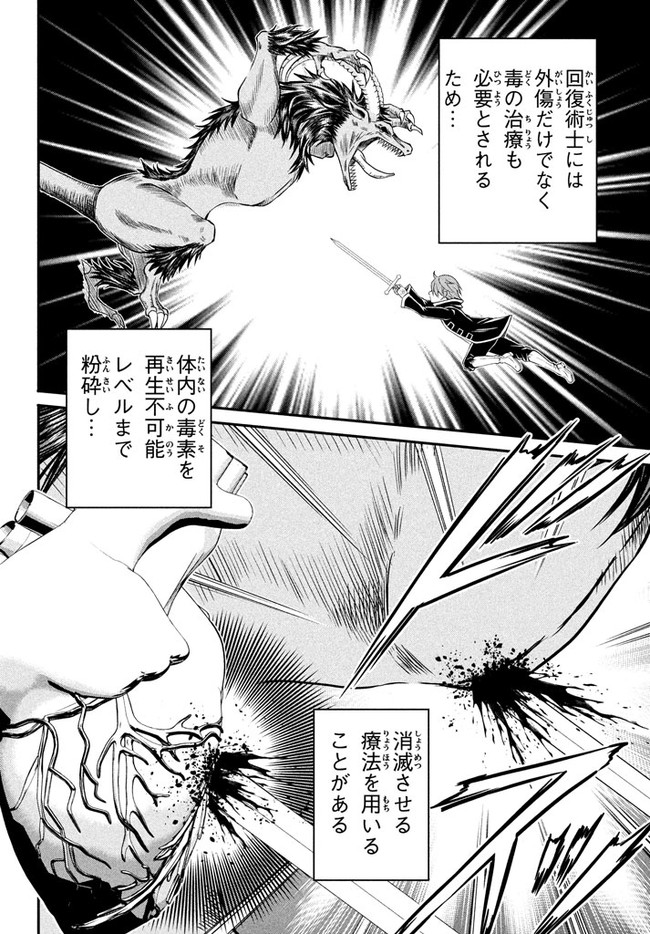 回復術士には
外傷だけでなく
毒の治療も
必要とされる
ため…
体内の毒素を
再生不可能
レベルまで
粉砕し…
消滅させる
療法を用いる
ことがある